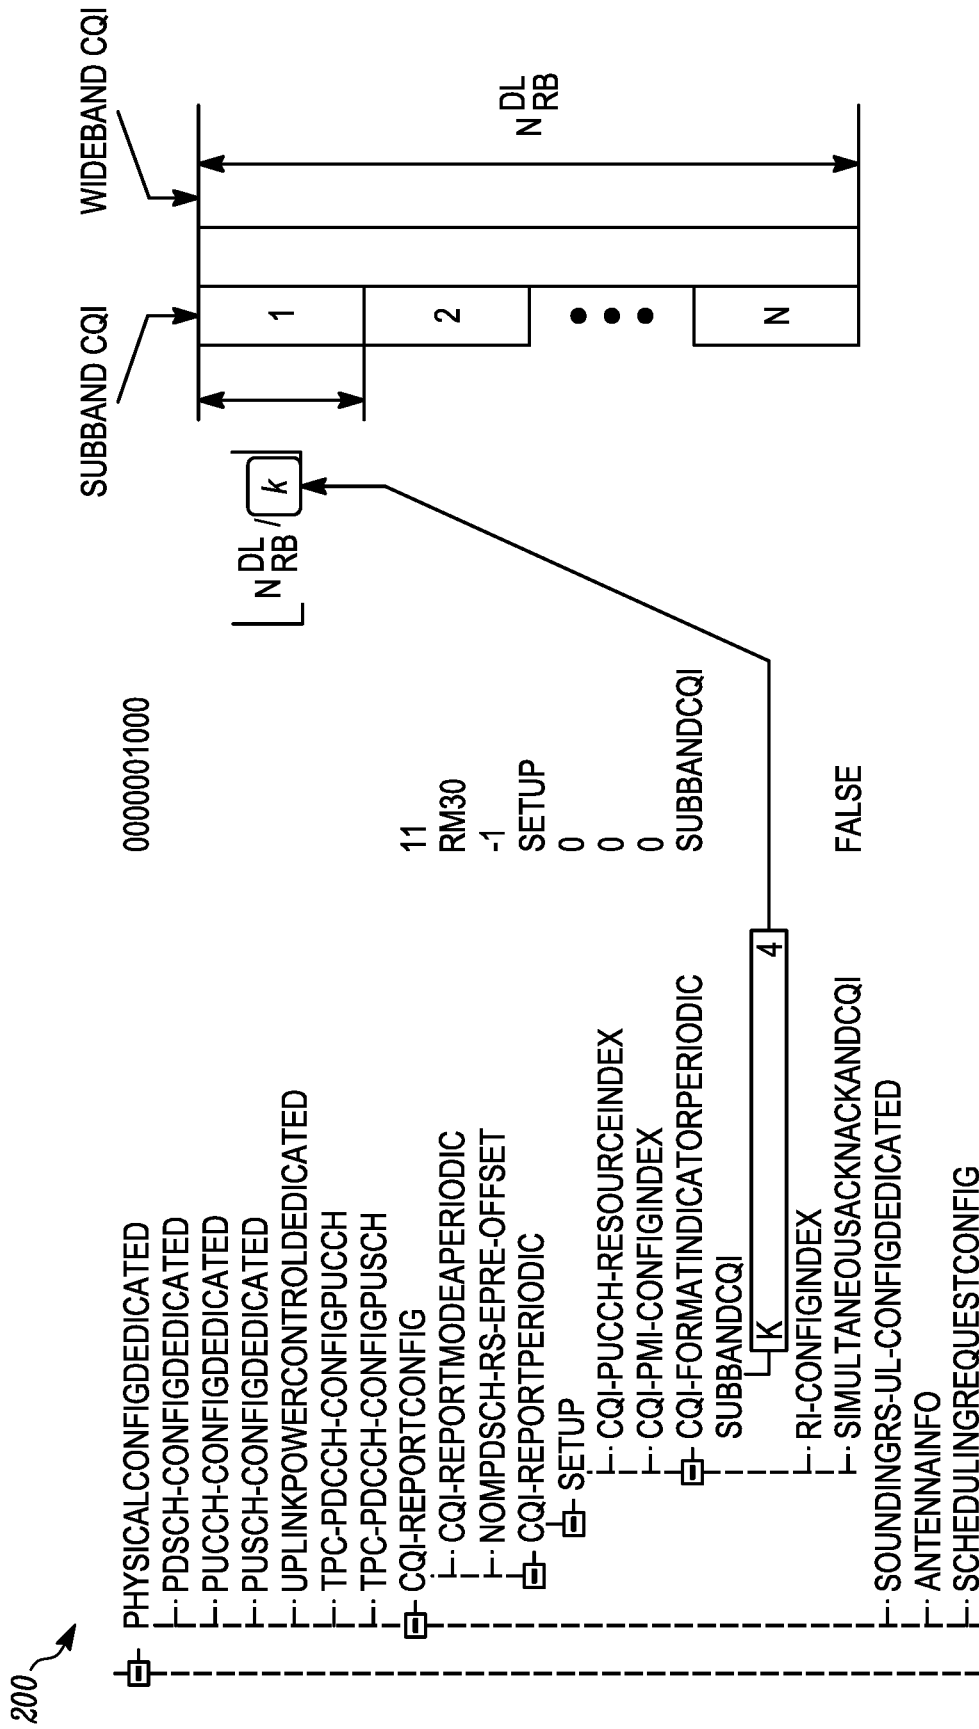 200
PHYSICALCONFIGDEDICATED 0000001000
PDSCH-CONFIGDEDICATED
PUCCH-CONFIGDEDICATED
PUSCH-CONFIGDEDICATED
UPLINKPOWERCONTROLDEDICATED
TPC-PDCCH-CONFIGPUCCH
TPC-PDCCH-CONFIGPUSCH
CQI-REPORTCONFIG 11
CQI-REPORTMODEAPERIODIC RM30
NOMPDSCH-RS-EPRE-OFFSET -1
CQI-REPORTPERIODIC SETUP
SETUP 0
CQI-PUCCH-RESOURCEINDEX 0
CQI-PMI-CONFIGINDEX 0
CQI-FORMATINDICATORPERIODIC SUBBANDCQI
SUBBANDCQI
K 4
RI-CONFIGINDEX
SIMULTANEOUSACKNACKANDCQI FALSE
SOUNDINGRS-UL-CONFIGDEDICATED
ANTENNAINFO
SCHEDULINGREQUESTCONFIG
SUBBAND CQI
WIDEBAND CQI
⌊N DL RB / k⌋
1
2
N
N DL RB